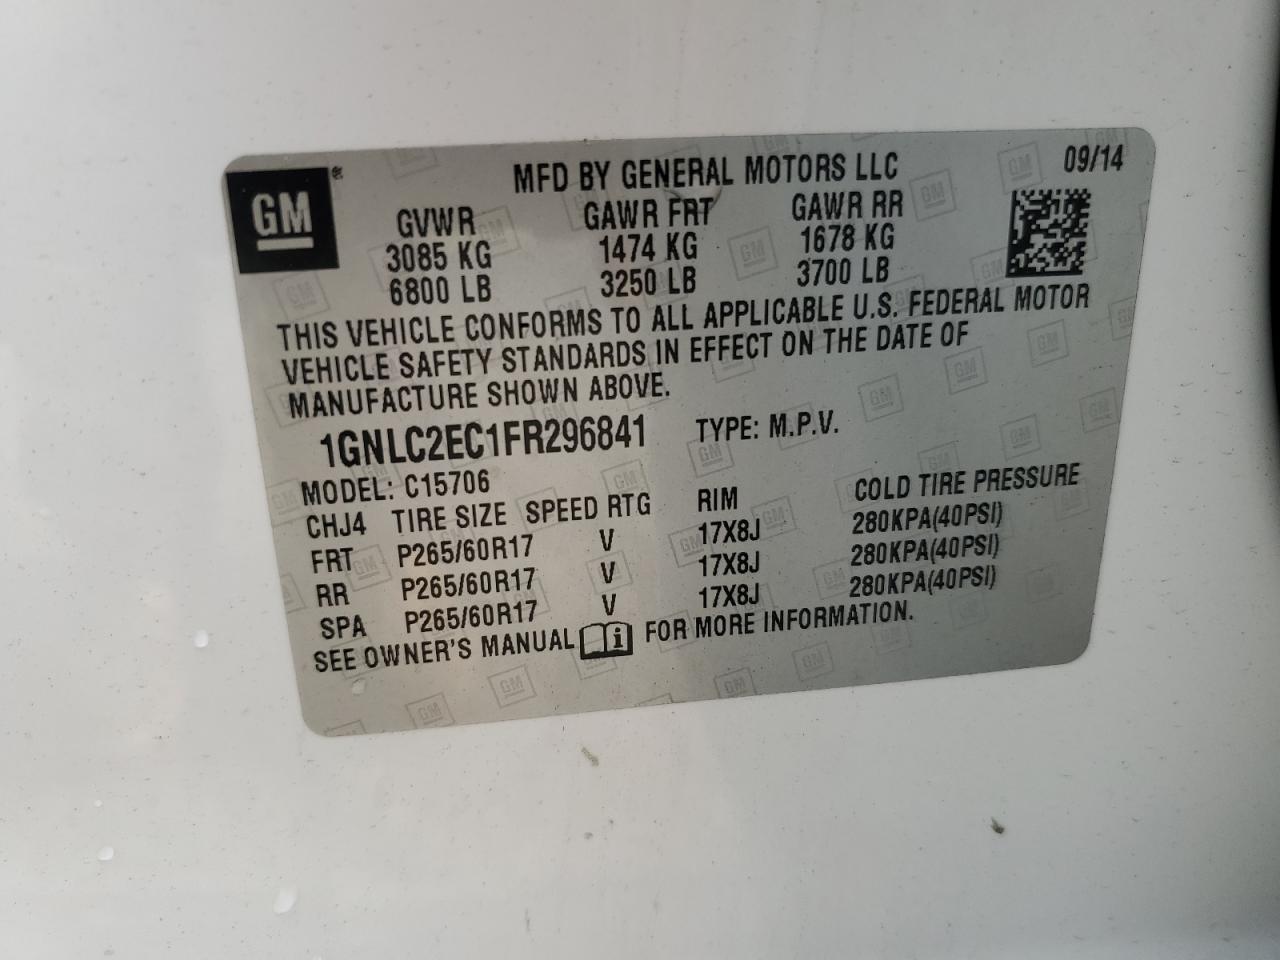 GM ® MFD BY GENERAL MOTORS LLC 09/14
GVWR GAWR FRT GAWR RR
3085 KG 1474 KG 1678 KG
6800 LB 3250 LB 3700 LB
THIS VEHICLE CONFORMS TO ALL APPLICABLE U.S. FEDERAL MOTOR
VEHICLE SAFETY STANDARDS IN EFFECT ON THE DATE OF
MANUFACTURE SHOWN ABOVE.
1GNLC2EC1FR296841 TYPE: M.P.V.
MODEL: C15706
CHJ4 TIRE SIZE SPEED RTG RIM COLD TIRE PRESSURE
FRT P265/60R17 V 17X8J 280KPA(40PSI)
RR P265/60R17 V 17X8J 280KPA(40PSI)
SPA P265/60R17 V 17X8J 280KPA(40PSI)
SEE OWNER'S MANUAL i FOR MORE INFORMATION.